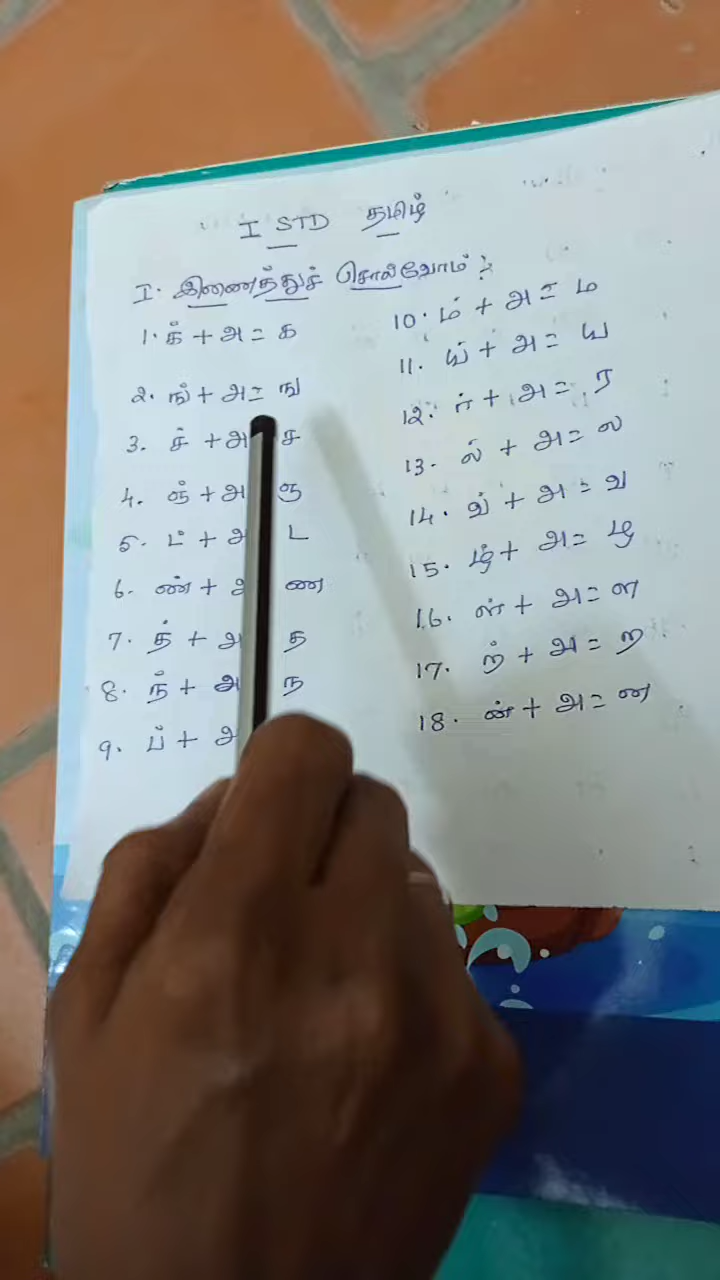 I STD தமிழ்
I. இணைத்துச் சொல்வோம் :
1. க் + அ = க
2. ங் + அ = ங
3. ச் + அ ச
4. ஞ் + அ ஞ
5. ட் + அ ட
6. ண் + அ ண
7. த் + அ த
8. ந் + அ ந
9. ப் + அ
10. ம் + அ = ம
11. ய் + அ = ய
12. ர் + அ = ர
13. ல் + அ = ல
14. வ் + அ = வ
15. ழ் + அ = ழ
16. ள் + அ = ள
17. ற் + அ = ற
18. ன் + அ = ன